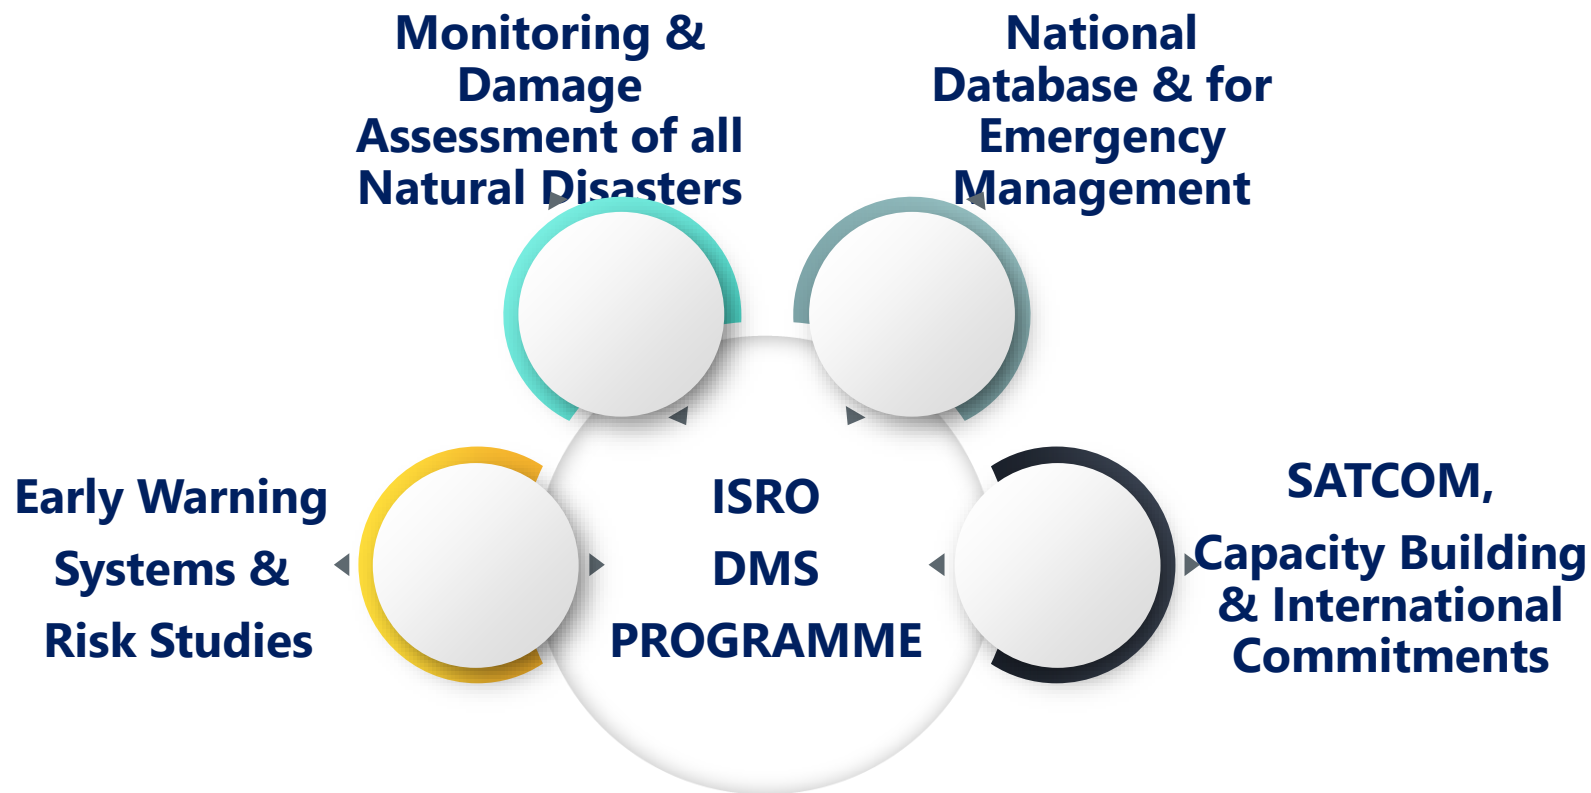 Monitoring &
Damage
Assessment of all
Natural Disasters
National
Database & for
Emergency
Management
Early Warning
Systems &
Risk Studies
ISRO
DMS
PROGRAMME
SATCOM,
Capacity Building
& International
Commitments